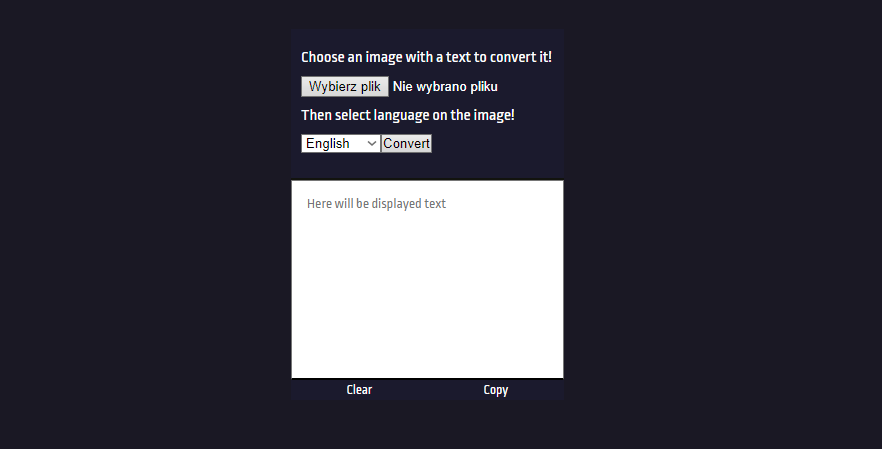 Choose an image with a text to convert it!
Wybierz plik Nie wybrano pliku
Then select language on the image!
English Convert
Here will be displayed text
Clear Copy